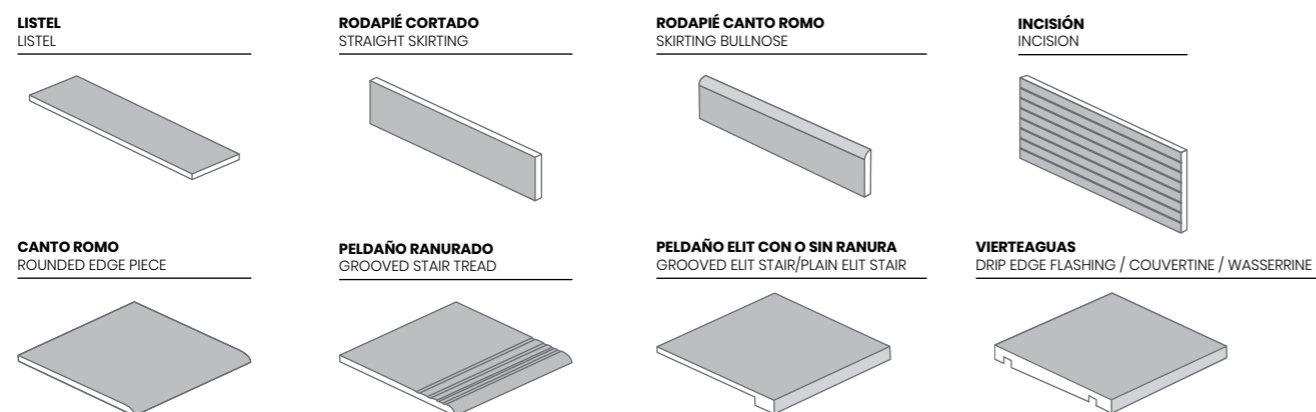 LISTEL
LISTEL
RODAPIÉ CORTADO
STRAIGHT SKIRTING
RODAPIÉ CANTO ROMO
SKIRTING BULLNOSE
INCISIÓN
INCISION
CANTO ROMO
ROUNDED EDGE PIECE
PELDAÑO RANURADO
GROOVED STAIR TREAD
PELDAÑO ELIT CON O SIN RANURA
GROOVED ELIT STAIR/PLAIN ELIT STAIR
VIERTEAGUAS
DRIP EDGE FLASHING / COUVERTINE / WASSERRINE